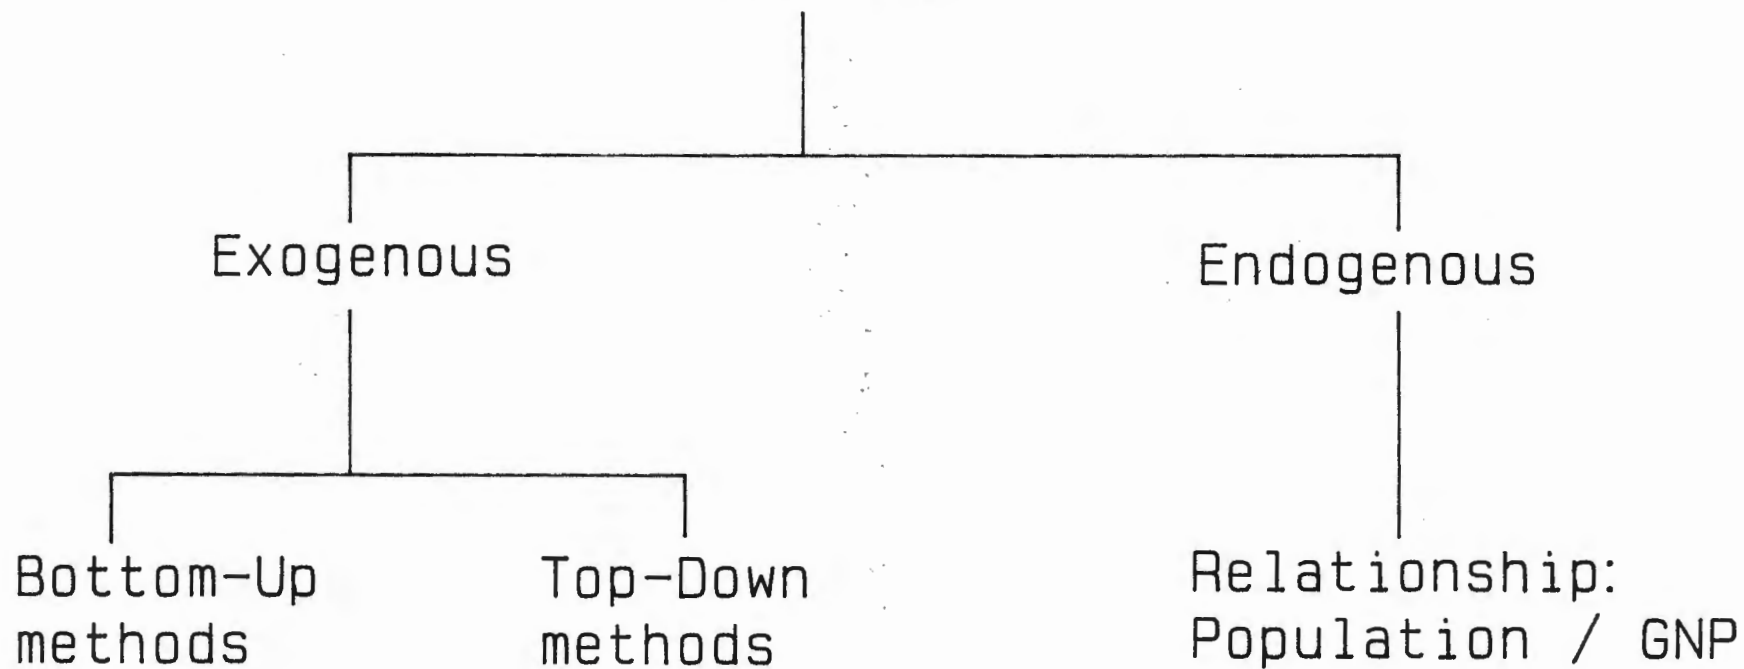 Exogenous
Endogenous
Bottom-Up
methods
Top-Down
methods
Relationship:
Population / GNP